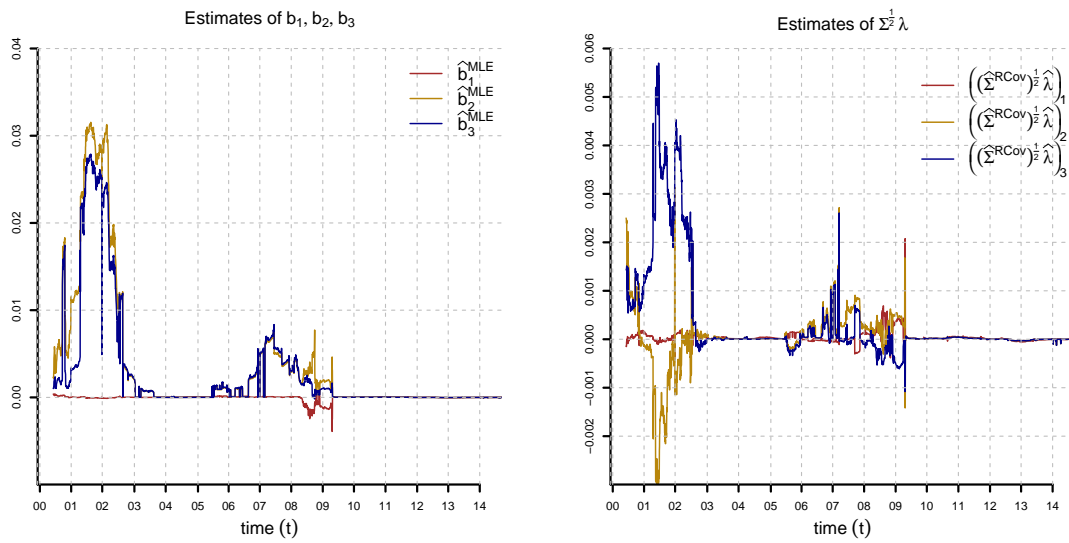 Estimates of b₁, b₂, b₃
0.04
0.03
0.02
0.01
0.00
b̂₁ᴹᴸᴱ
b̂₂ᴹᴸᴱ
b̂₃ᴹᴸᴱ
00 01 02 03 04 05 06 07 08 09 10 11 12 13 14
time (t)
Estimates of Σ^½ λ
0.006
0.005
0.004
0.003
0.002
0.001
0.000
−0.001
−0.002
((Σ̂^RCov)^½ λ̂)₁
((Σ̂^RCov)^½ λ̂)₂
((Σ̂^RCov)^½ λ̂)₃
00 01 02 03 04 05 06 07 08 09 10 11 12 13 14
time (t)